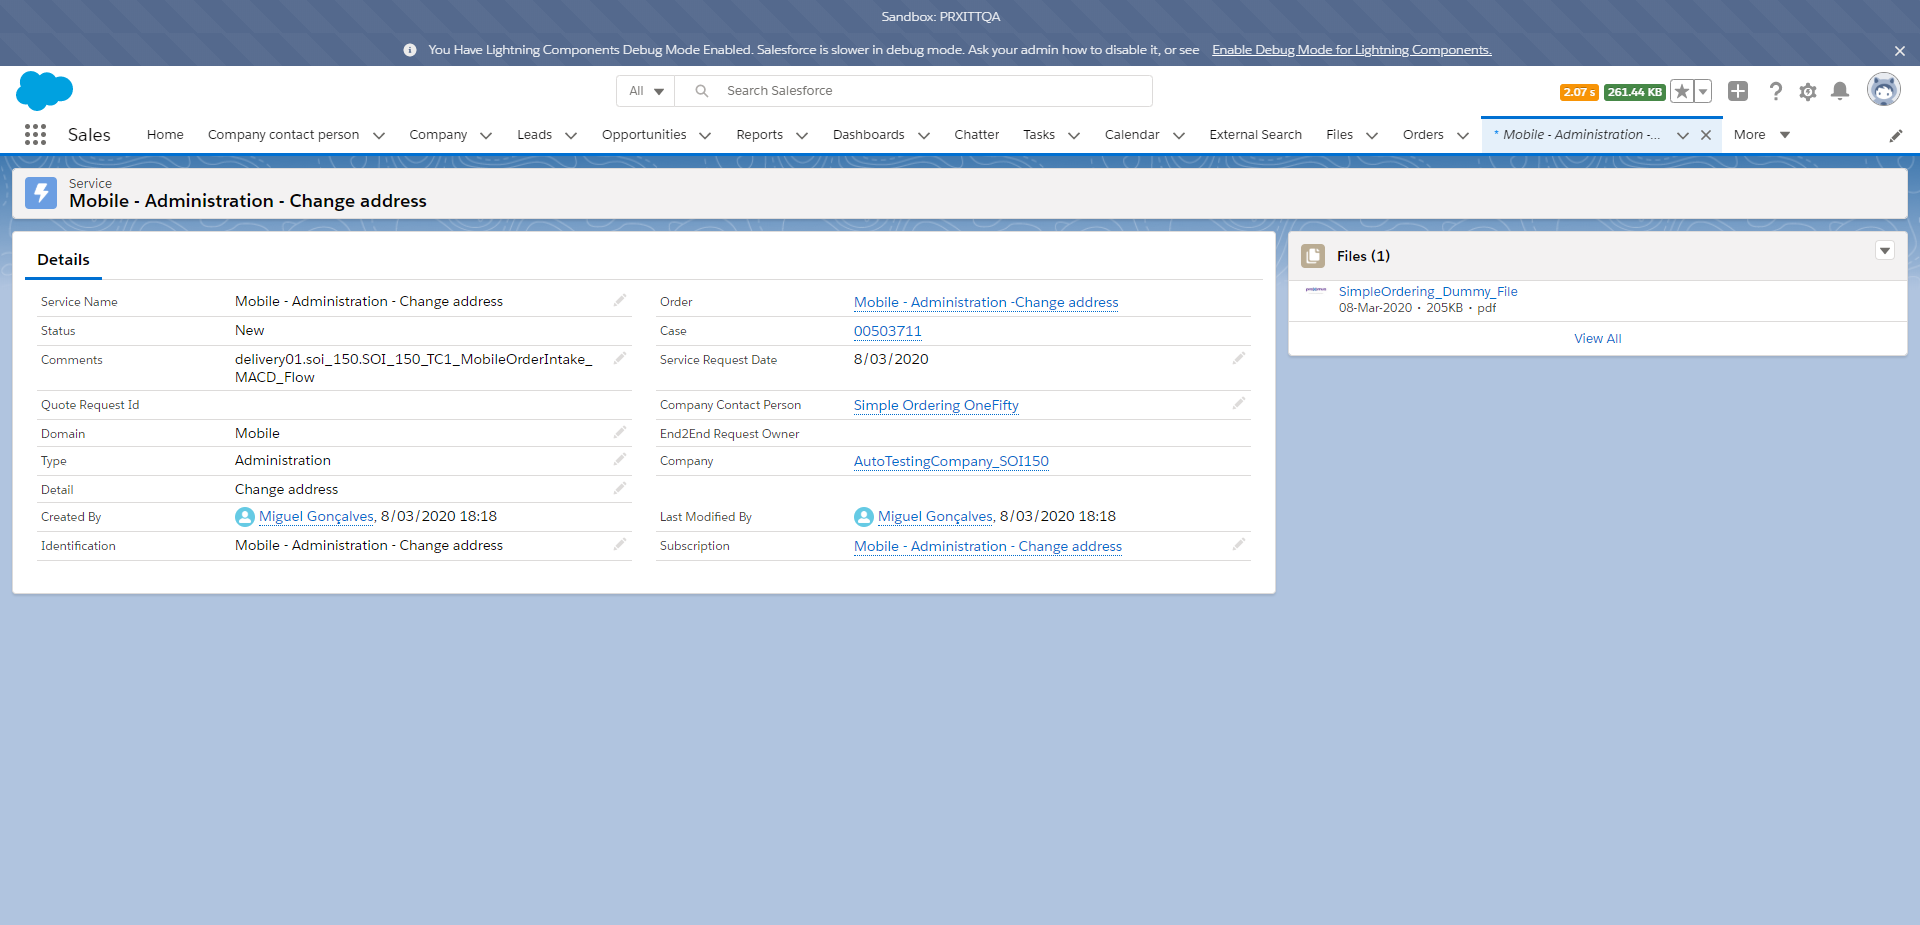 Sandbox: PRXITTQA
You Have Lightning Components Debug Mode Enabled. Salesforce is slower in debug mode. Ask your admin how to disable it, or see Enable Debug Mode for Lightning Components.
All Search Salesforce 2.07 s 261.44 KB
Sales Home Company contact person Company Leads Opportunities Reports Dashboards Chatter Tasks Calendar External Search Files Orders * Mobile - Administration -... More
Service
Mobile - Administration - Change address
Details
Service Name Mobile - Administration - Change address Order Mobile - Administration -Change address
Status New Case 00503711
Comments delivery01.soi_150.SOI_150_TC1_MobileOrderIntake_ Service Request Date 8/03/2020
MACD_Flow
Quote Request Id Company Contact Person Simple Ordering OneFifty
Domain Mobile End2End Request Owner
Type Administration Company AutoTestingCompany_SOI150
Detail Change address
Created By Miguel Gonçalves, 8/03/2020 18:18 Last Modified By Miguel Gonçalves, 8/03/2020 18:18
Identification Mobile - Administration - Change address Subscription Mobile - Administration - Change address
Files (1)
SimpleOrdering_Dummy_File
08-Mar-2020 • 205KB • pdf
View All